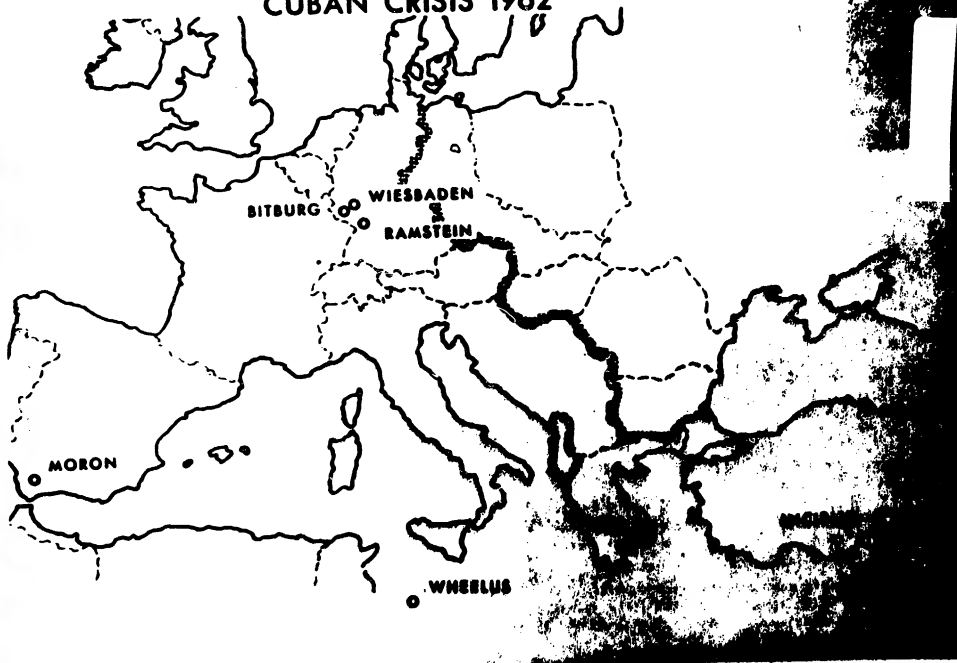 CUBAN CRISIS 1962
WIESBADEN
BITBURG
RAMSTEIN
MORON
WHEELUS